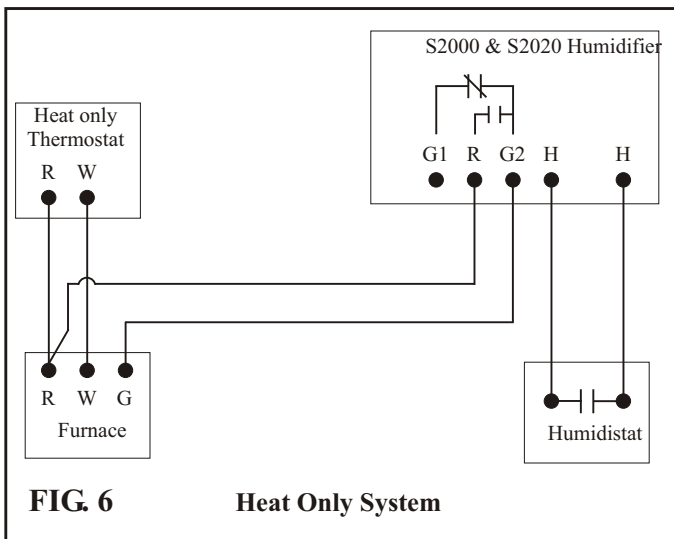 S2000 & S2020 Humidifier
Heat only
Thermostat
R W
G1 R G2 H H
R W G
Furnace
Humidistat
FIG. 6 Heat Only System